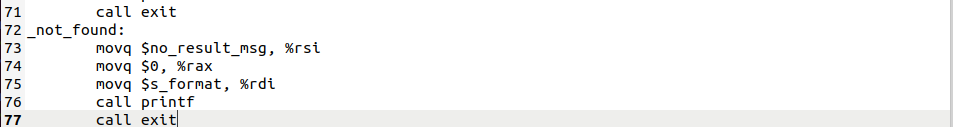 71 call exit
72 _not_found:
73 movq $no_result_msg, %rsi
74 movq $0, %rax
75 movq $s_format, %rdi
76 call printf
77 call exit